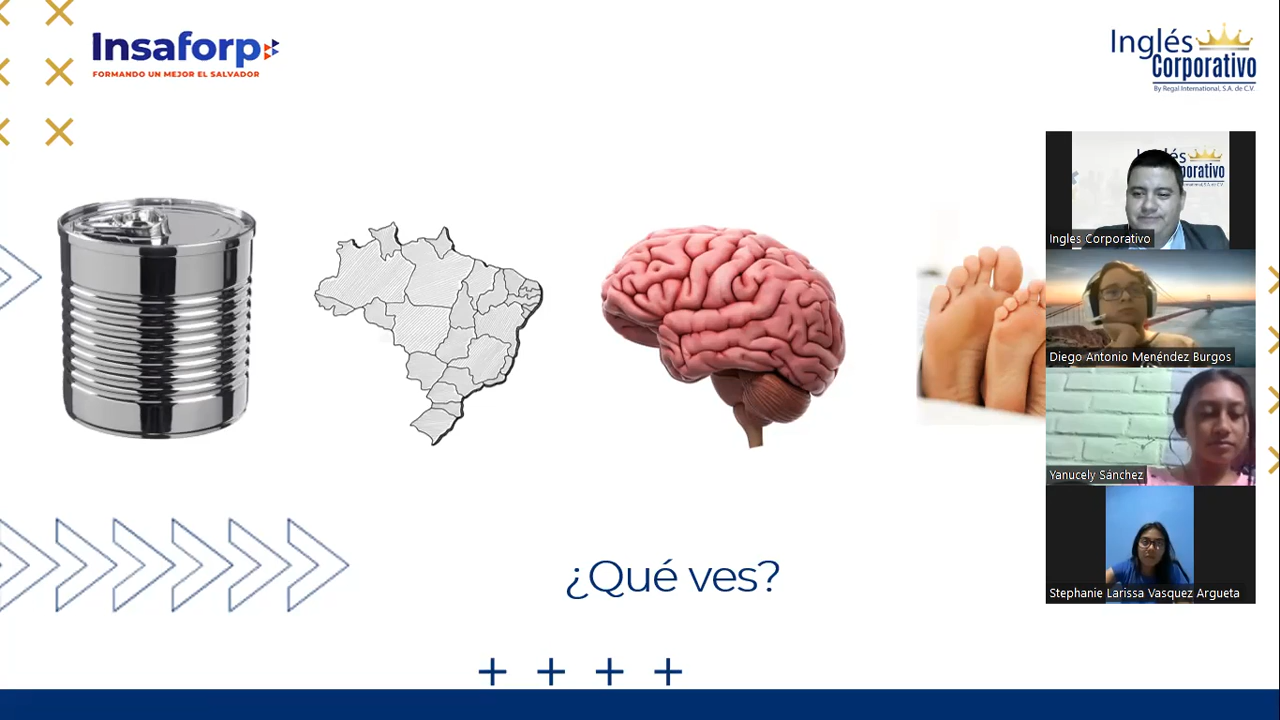 Insaforp
FORMANDO UN MEJOR EL SALVADOR
Inglés
Corporativo
By Regal International, S.A. de C.V.
Inglés
Ingles Corporativo
Diego Antonio Menéndez Burgos
Yanucely Sánchez
Stephanie Larissa Vasquez Argueta
¿Qué ves?